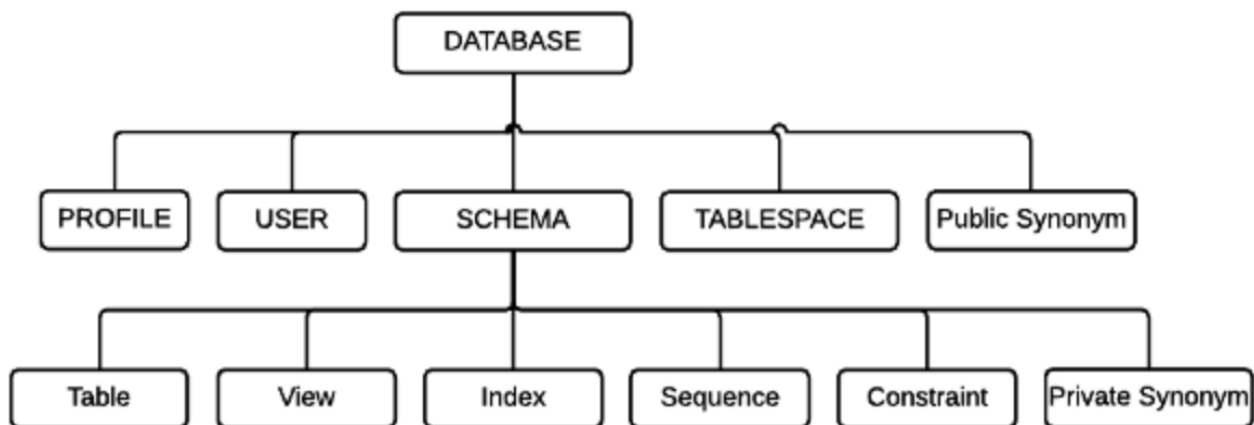 DATABASE
PROFILE
USER
SCHEMA
TABLESPACE
Public Synonym
Table
View
Index
Sequence
Constraint
Private Synonym